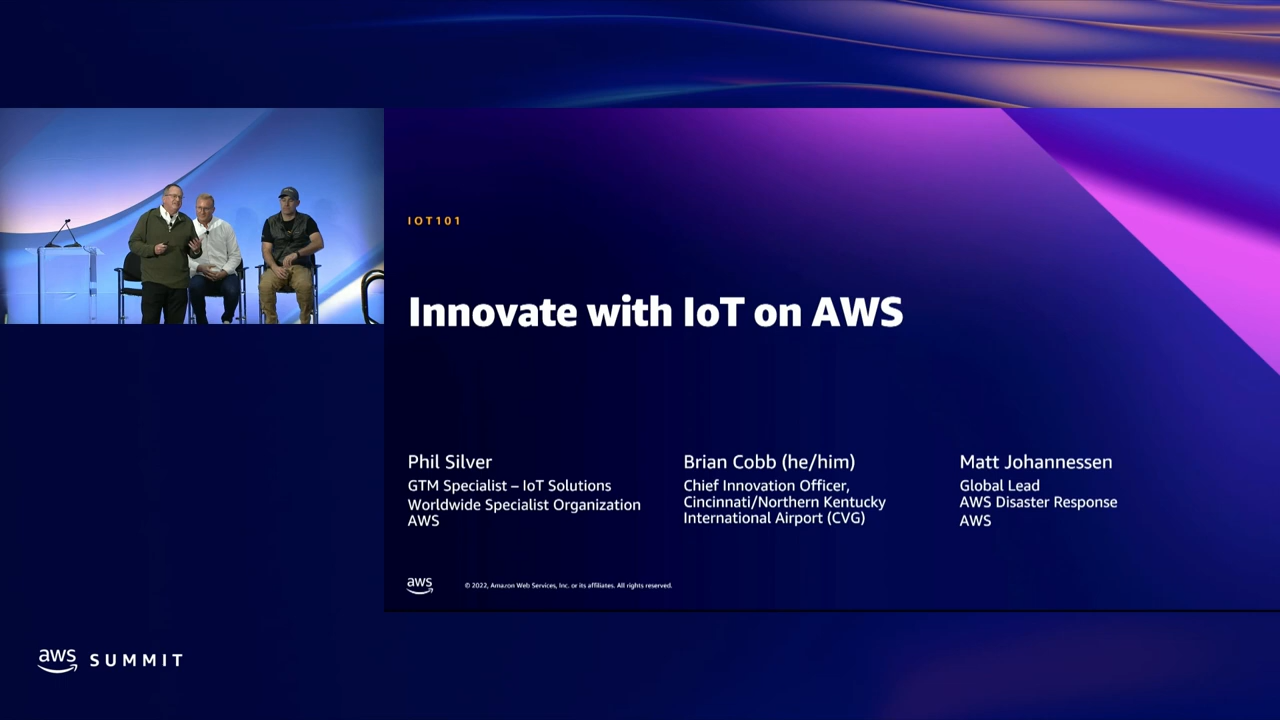 IOT101
Innovate with IoT on AWS
Phil Silver
GTM Specialist – IoT Solutions
Worldwide Specialist Organization
AWS
Brian Cobb (he/him)
Chief Innovation Officer,
Cincinnati/Northern Kentucky
International Airport (CVG)
Matt Johannessen
Global Lead
AWS Disaster Response
AWS
aws
© 2022, Amazon Web Services, Inc. or its affiliates. All rights reserved.
aws SUMMIT